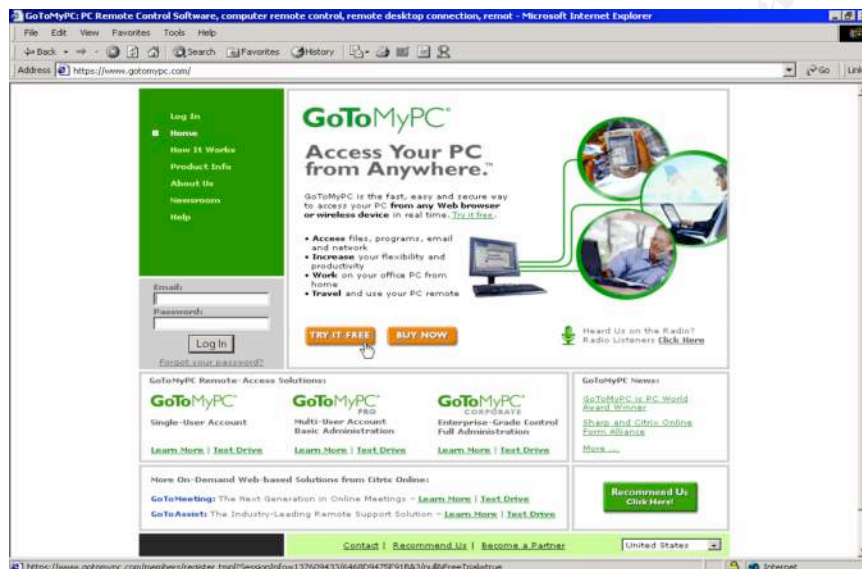 GoToMyPC: PC Remote Control Software, computer remote control, remote desktop connection, remot - Microsoft Internet Explorer
File Edit View Favorites Tools Help
Back Search Favorites History
Address https://www.gotomypc.com/ Go Link
Log In
Home
How It Works
Product Info
About Us
Newsroom
Help
Email:
Password:
Log In
Forgot your password?
GoToMyPC
Access Your PC
from Anywhere.™
GoToMyPC is the fast, easy and secure way
to access your PC from any Web browser
or wireless device in real time. Try it free.
• Access files, programs, email
and network
• Increase your flexibility and
productivity
• Work on your office PC from
home
• Travel and use your PC remote
TRY IT FREE BUY NOW
Heard Us on the Radio?
Radio Listeners Click Here
GoToMyPC Remote-Access Solutions:
GoToMyPC
Single-User Account
Learn More | Test Drive
GoToMyPC
PRO
Multi-User Account
Basic Administration
Learn More | Test Drive
GoToMyPC
CORPORATE
Enterprise-Grade Control
Full Administration
Learn More | Test Drive
GoToMyPC News:
GoToMyPC is PC World
Award Winner
Sharp and Citrix Online
Form Alliance
More ...
More On-Demand Web-based Solutions from Citrix Online:
GoToMeeting: The Next Generation in Online Meetings - Learn More | Test Drive
GoToAssist: The Industry-Leading Remote Support Solution - Learn More | Test Drive
Recommend Us
Click Here!
Contact | Recommend Us | Become a Partner
United States
Internet